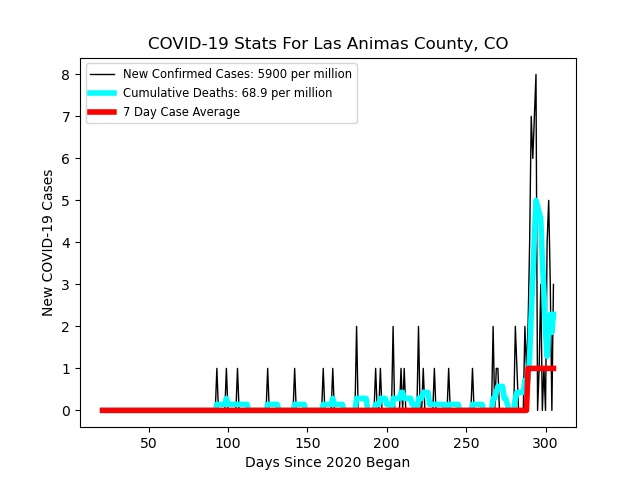 COVID-19 Stats For Las Animas County, CO
New Confirmed Cases: 5900 per million
Cumulative Deaths: 68.9 per million
7 Day Case Average
New COVID-19 Cases
8
7
6
5
4
3
2
1
0
50 100 150 200 250 300
Days Since 2020 Began